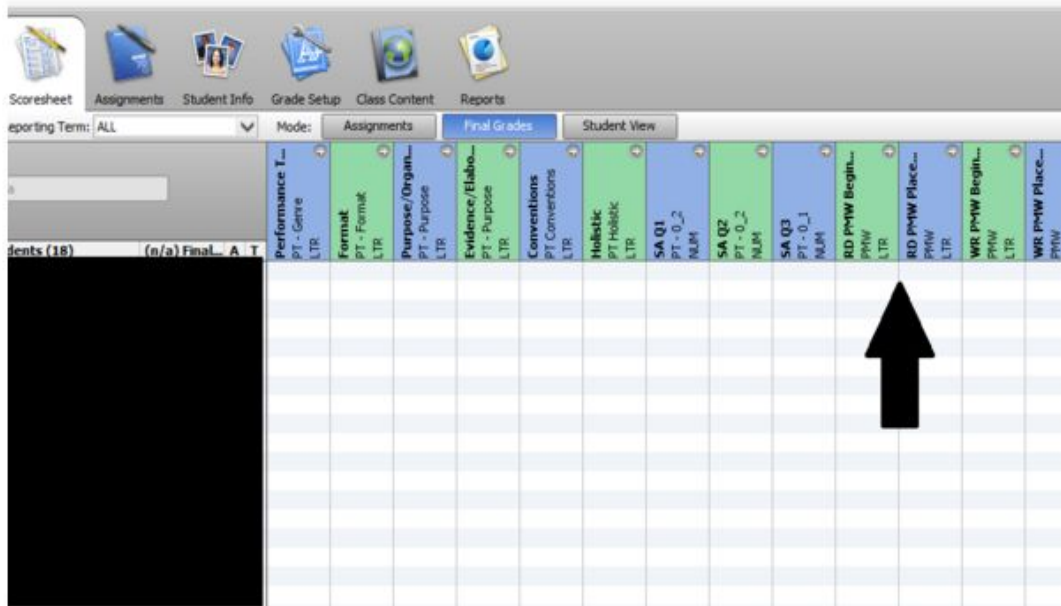 Scoresheet
Assignments
Student Info
Grade Setup
Class Content
Reports
eporting Term: ALL
Mode:
Assignments
Final Grades
Student View
dents (18)
(n/a) Final...
A
T
Performance T...
PT - Genre
LTR
Format
PT - Format
LTR
Purpose/Organ...
PT - Purpose
LTR
Evidence/Elabo...
PT - Purpose
LTR
Conventions
PT Conventions
LTR
Holistic
PT Holistic
LTR
SA Q1
PT - 0_2
NUM
SA Q2
PT - 0_2
NUM
SA Q3
PT - 0_1
NUM
RD PMW Begin...
PMW
LTR
RD PMW Place...
PMW
LTR
WR PMW Begin...
PMW
LTR
WR PMW Place...
PMW